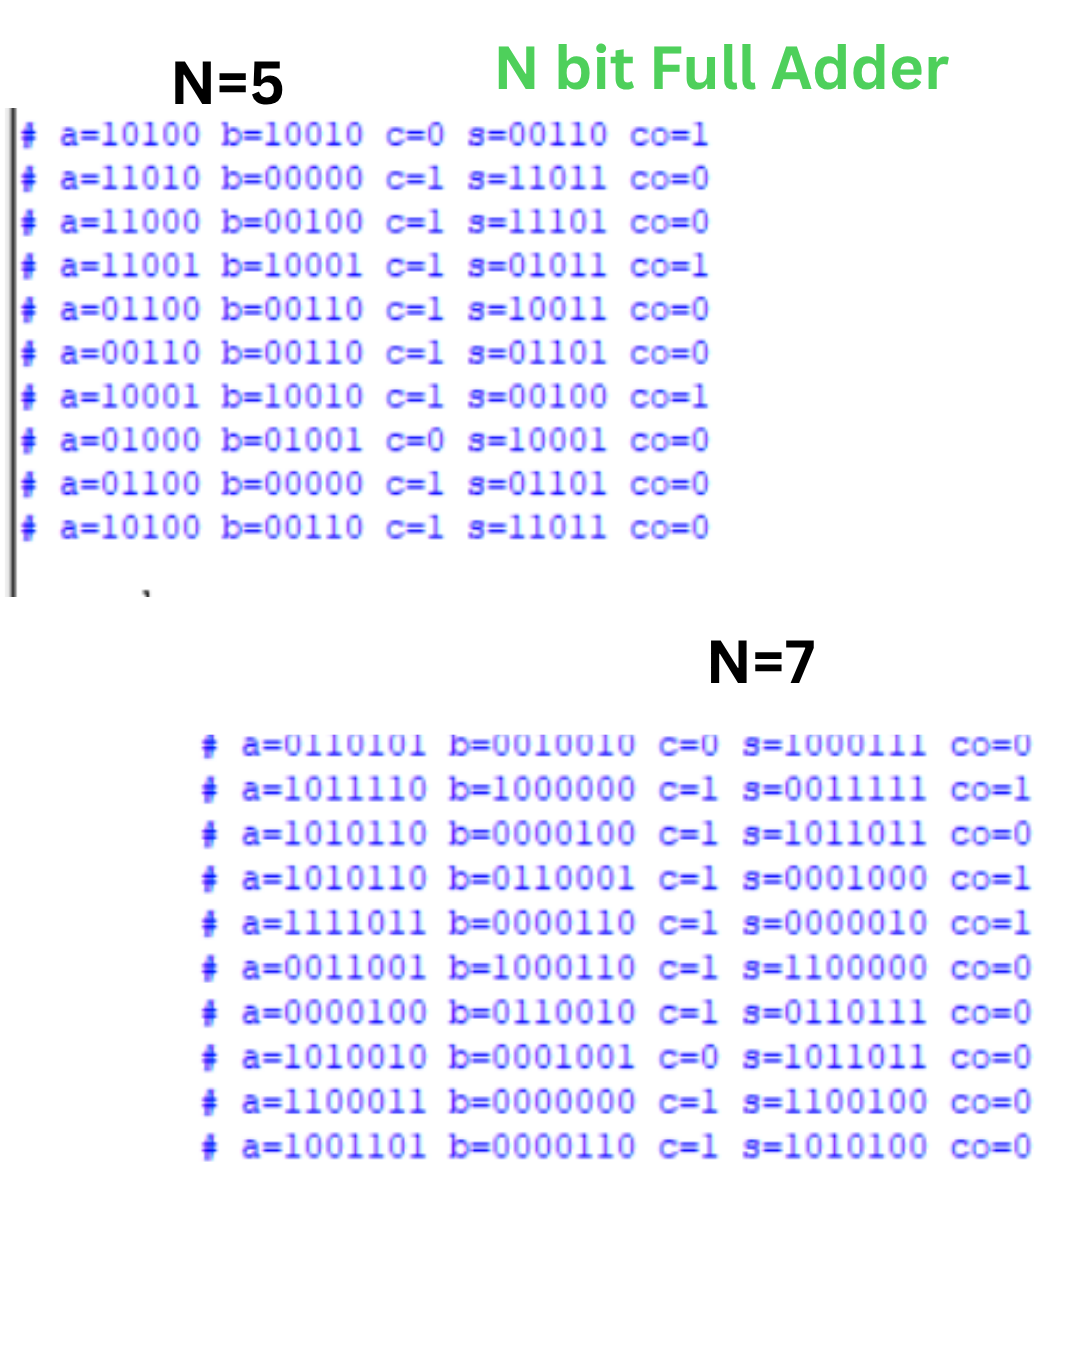 N=5
N bit Full Adder
# a=10100 b=10010 c=0 s=00110 co=1
# a=11010 b=00000 c=1 s=11011 co=0
# a=11000 b=00100 c=1 s=11101 co=0
# a=11001 b=10001 c=1 s=01011 co=1
# a=01100 b=00110 c=1 s=10011 co=0
# a=00110 b=00110 c=1 s=01101 co=0
# a=10001 b=10010 c=1 s=00100 co=1
# a=01000 b=01001 c=0 s=10001 co=0
# a=01100 b=00000 c=1 s=01101 co=0
# a=10100 b=00110 c=1 s=11011 co=0
N=7
# a=0110101 b=0010010 c=0 s=1000111 co=0
# a=1011110 b=1000000 c=1 s=0011111 co=1
# a=1010110 b=0000100 c=1 s=1011011 co=0
# a=1010110 b=0110001 c=1 s=0001000 co=1
# a=1111011 b=0000110 c=1 s=0000010 co=1
# a=0011001 b=1000110 c=1 s=1100000 co=0
# a=0000100 b=0110010 c=1 s=0110111 co=0
# a=1010010 b=0001001 c=0 s=1011011 co=0
# a=1100011 b=0000000 c=1 s=1100100 co=0
# a=1001101 b=0000110 c=1 s=1010100 co=0